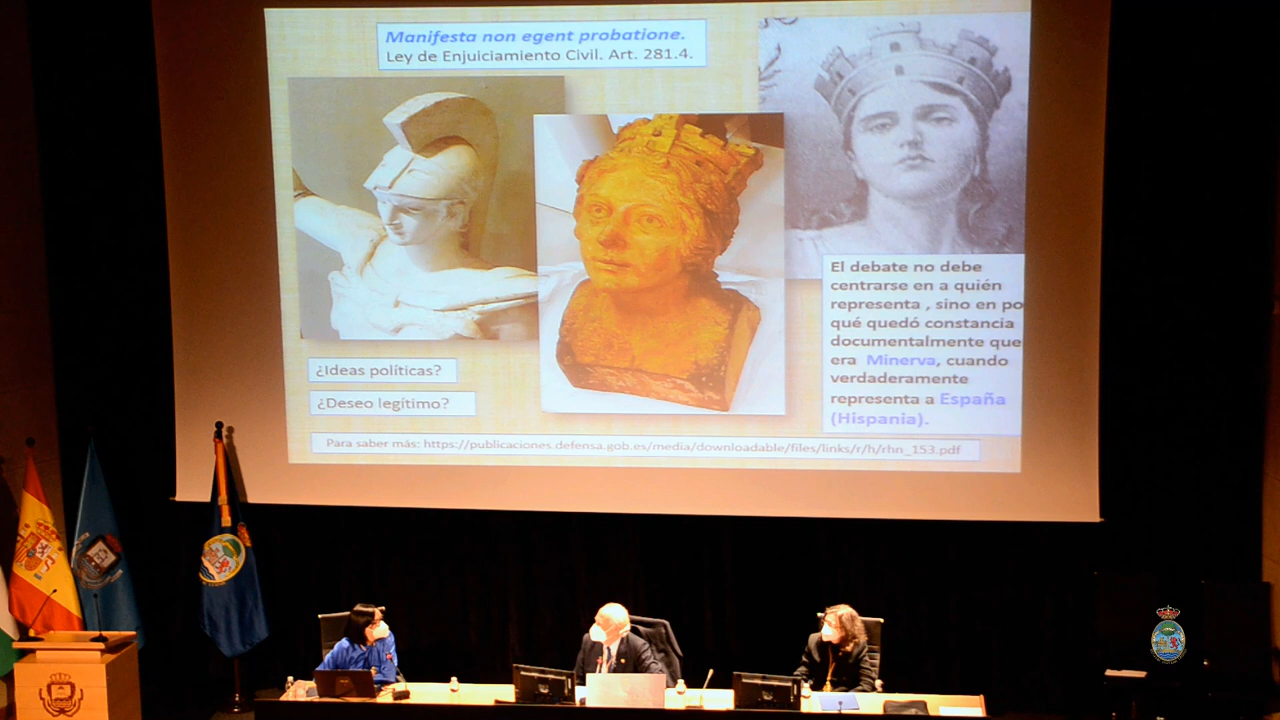 Manifesta non egent probatione.
Ley de Enjuiciamiento Civil. Art. 281.4.
El debate no debe
centrarse en a quién
representa , sino en po
qué quedó constancia
documentalmente que
era Minerva, cuando
verdaderamente
representa a España
(Hispania).
¿Ideas políticas?
¿Deseo legítimo?
Para saber más: https://publicaciones.defensa.gob.es/media/downloadable/files/links/r/h/rhn_153.pdf